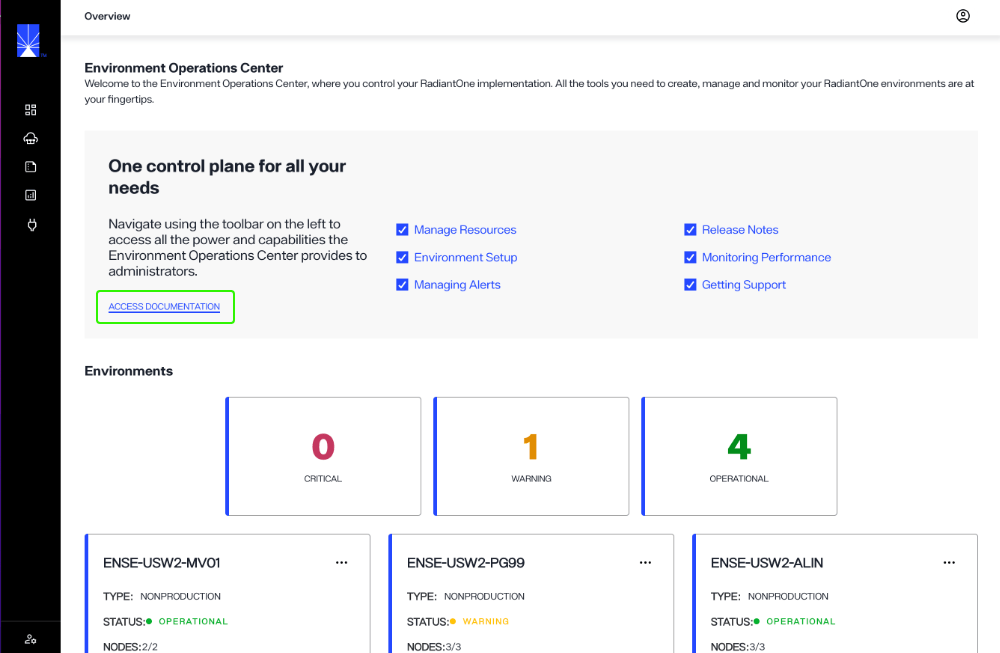 Overview
Environment Operations Center
Welcome to the Environment Operations Center, where you control your RadiantOne implementation. All the tools you need to create, manage and monitor your RadiantOne environments are at
your fingertips.
One control plane for all your
needs
Navigate using the toolbar on the left to
access all the power and capabilities the
Environment Operations Center provides to
administrators.
ACCESS DOCUMENTATION
Manage Resources
Environment Setup
Managing Alerts
Release Notes
Monitoring Performance
Getting Support
Environments
0
CRITICAL
1
WARNING
4
OPERATIONAL
ENSE-USW2-MV01
TYPE: NONPRODUCTION
STATUS: OPERATIONAL
NODES:2/2
ENSE-USW2-PG99
TYPE: NONPRODUCTION
STATUS: WARNING
NODES:3/3
ENSE-USW2-ALIN
TYPE: NONPRODUCTION
STATUS: OPERATIONAL
NODES:3/3